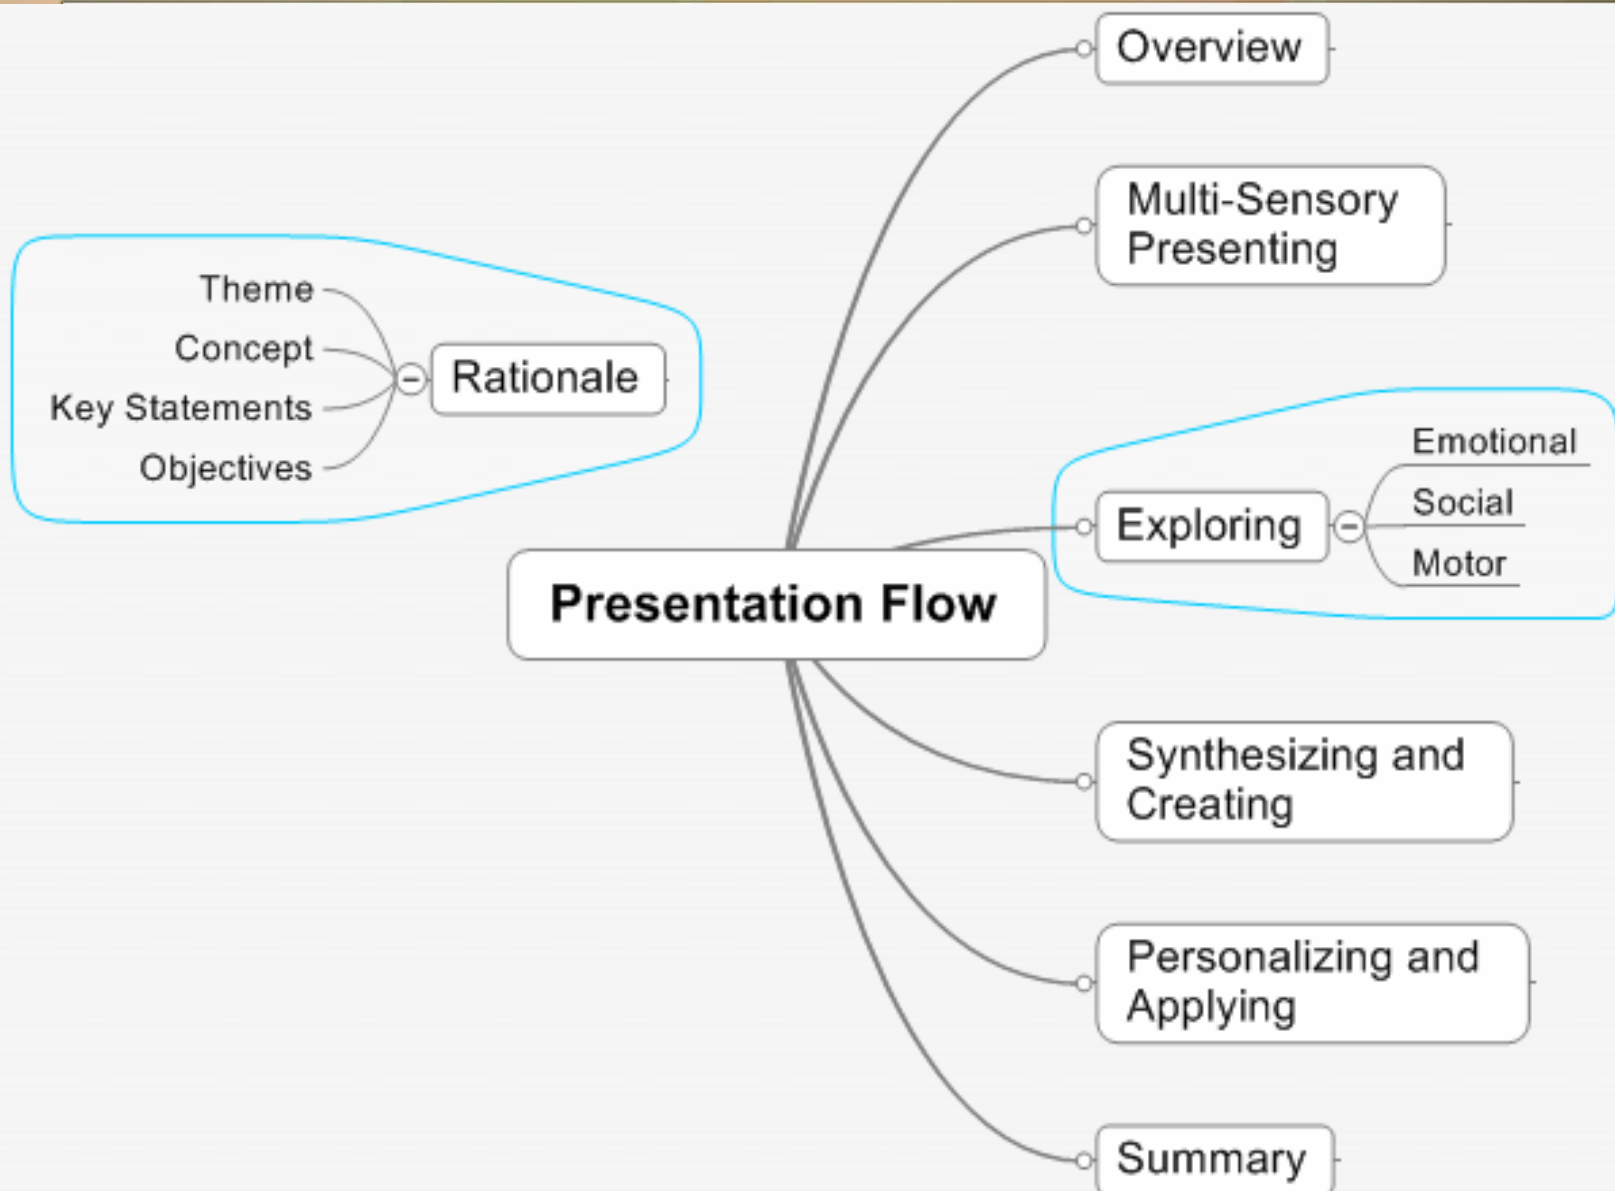 Overview
Multi-Sensory
Presenting
Theme
Concept
Key Statements
Objectives
Rationale
Emotional
Social
Motor
Exploring
Presentation Flow
Synthesizing and
Creating
Personalizing and
Applying
Summary